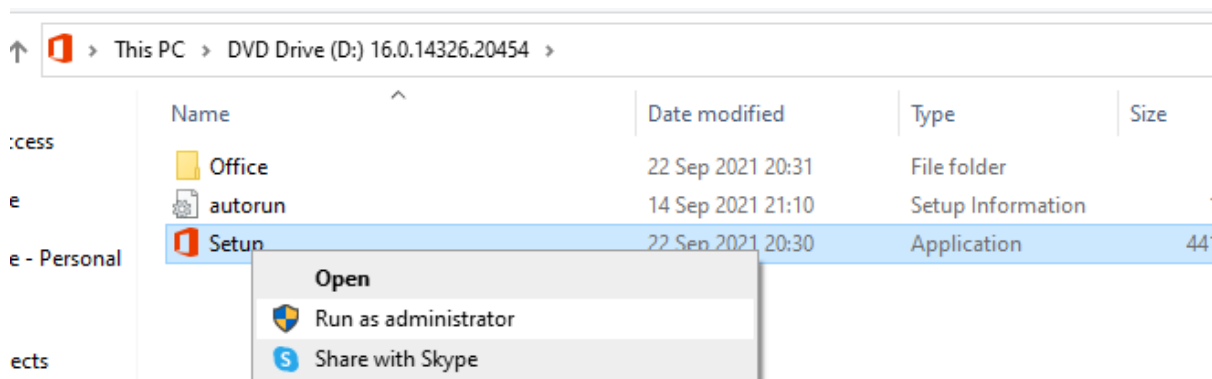 This PC > DVD Drive (D:) 16.0.14326.20454 >
Name Date modified Type Size
Office 22 Sep 2021 20:31 File folder
autorun 14 Sep 2021 21:10 Setup Information
Setup 22 Sep 2021 20:30 Application
e - Personal
Open
Run as administrator
Share with Skype